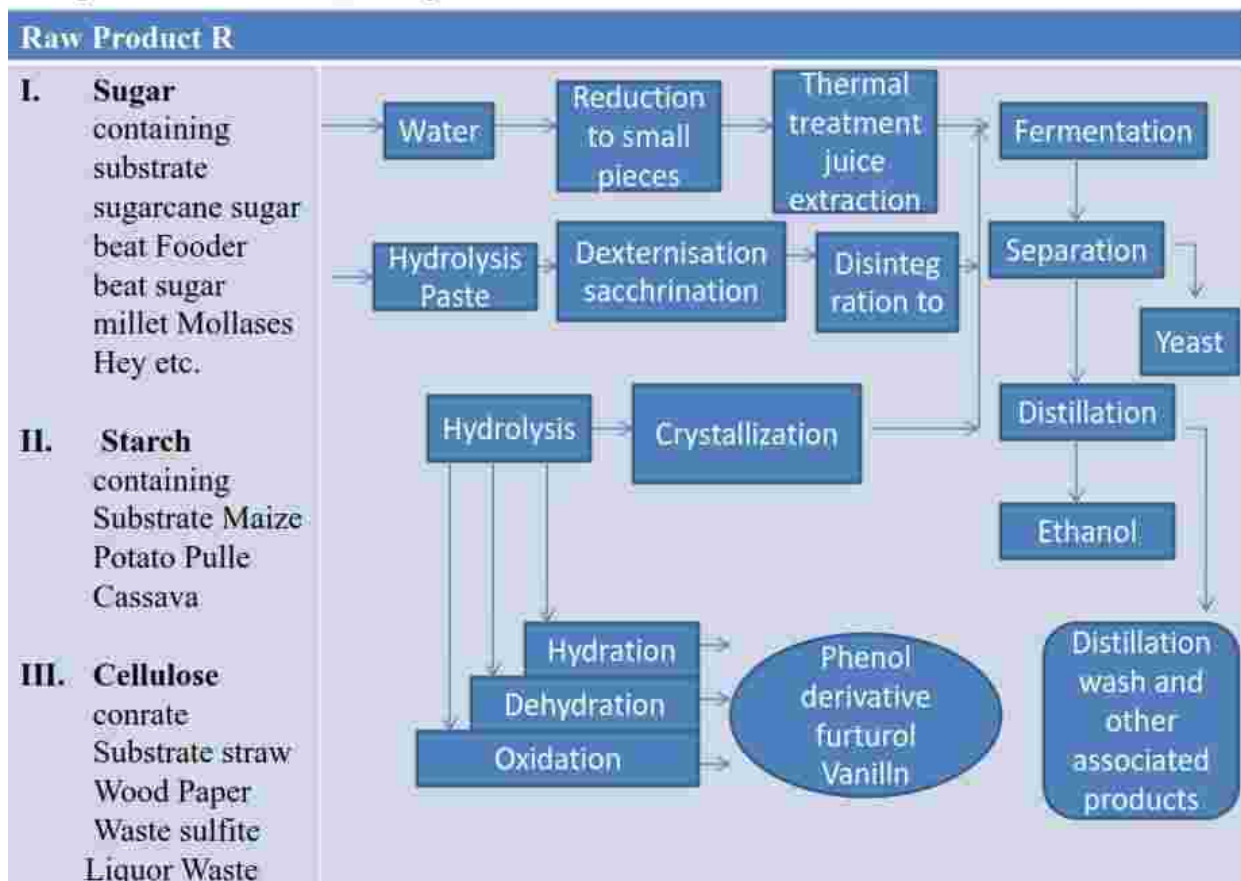 Raw Product R
I. Sugar
containing
substrate
sugarcane sugar
beat Fooder
beat sugar
millet Mollases
Hey etc.
II. Starch
containing
Substrate Maize
Potato Pulle
Cassava
III. Cellulose
conrate
Substrate straw
Wood Paper
Waste sulfite
Liquor Waste
Water
Reduction
to small
pieces
Thermal
treatment
juice
extraction
Fermentation
Hydrolysis
Paste
Dexternisation
sacchrination
Disinteg
ration to
Separation
Yeast
Hydrolysis
Crystallization
Distillation
Ethanol
Hydration
Dehydration
Oxidation
Phenol
derivative
furturol
Vanilln
Distillation
wash and
other
associated
products